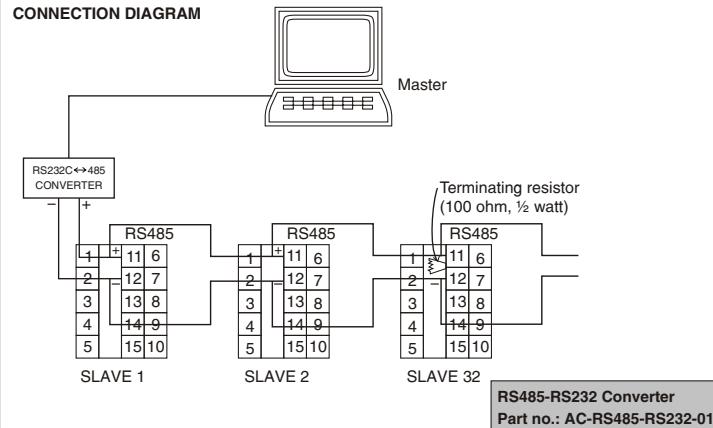 CONNECTION DIAGRAM
Master
RS232C↔485
CONVERTER
– +
Terminating resistor
(100 ohm, ½ watt)
RS485 RS485 RS485
1 + 11 6 1 + 11 6 1 11 6
2 – 12 7 2 – 12 7 2 – 12 7
3 13 8 3 13 8 3 13 8
4 14 9 4 14 9 4 14 9
5 15 10 5 15 10 5 15 10
SLAVE 1 SLAVE 2 SLAVE 32
RS485-RS232 Converter
Part no.: AC-RS485-RS232-01